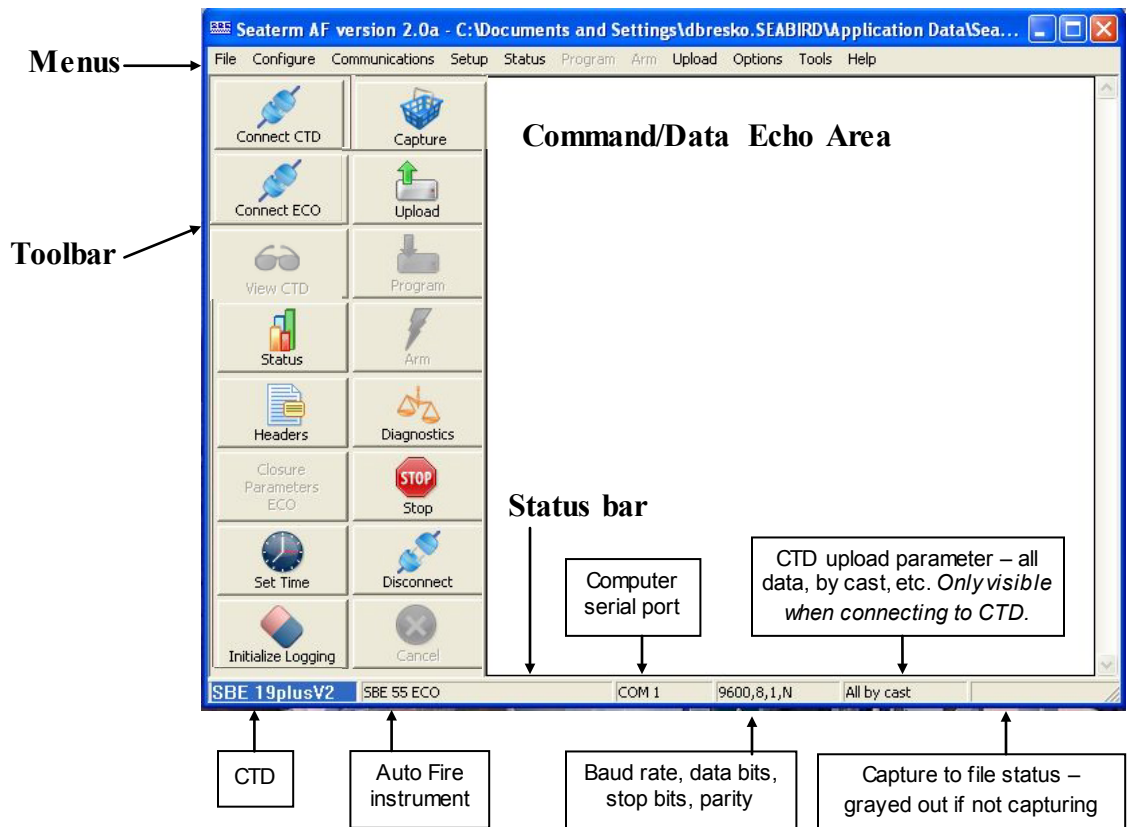 SBE Seaterm AF version 2.0a - C:\Documents and Settings\dbresko.SEABIRD\Application Data\Sea...
Menus
File Configure Communications Setup Status Program Arm Upload Options Tools Help
Connect CTD
Capture
Command/Data Echo Area
Connect ECO
Upload
Toolbar
View CTD
Program
Status
Arm
Headers
Diagnostics
Closure
Parameters
ECO
STOP
Stop
Status bar
Set Time
Disconnect
Computer
serial port
CTD upload parameter – all
data, by cast, etc. Only visible
when connecting to CTD.
Initialize Logging
Cancel
SBE 19plusV2 SBE 55 ECO COM 1 9600,8,1,N All by cast
CTD
Auto Fire
instrument
Baud rate, data bits,
stop bits, parity
Capture to file status –
grayed out if not capturing